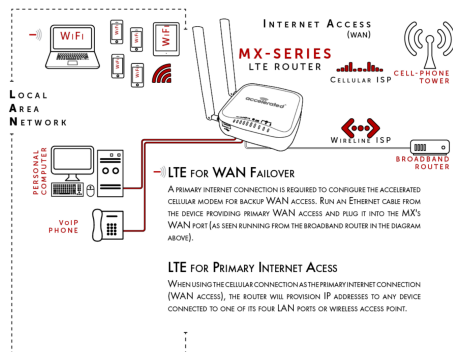 WiFi
WiFi
WiFi
WiFi
WiFi
WiFi
INTERNET ACCESS
(WAN)
MX-SERIES
LTE ROUTER
CELLULAR ISP
CELL-PHONE
TOWER
accelerated
LOCAL
AREA
NETWORK
WIRELINE ISP
BROADBAND
ROUTER
PERSONAL
COMPUTER
VOIP
PHONE
LTE FOR WAN FAILOVER
A PRIMARY INTERNET CONNECTION IS REQUIRED TO CONFIGURE THE ACCELERATED
CELLULAR MODEM FOR BACKUP WAN ACCESS. RUN AN ETHERNET CABLE FROM
THE DEVICE PROVIDING PRIMARY WAN ACCESS AND PLUG IT INTO THE MX'S
WAN PORT (AS SEEN RUNNING FROM THE BROADBAND ROUTER IN THE DIAGRAM
ABOVE).
LTE FOR PRIMARY INTERNET ACESS
WHEN USING THE CELLULAR CONNECTION AS THE PRIMARY INTERNET CONNECTION
(WAN ACCESS), THE ROUTER WILL PROVISION IP ADDRESSES TO ANY DEVICE
CONNECTED TO ONE OF ITS FOUR LAN PORTS OR WIRELESS ACCESS POINT.